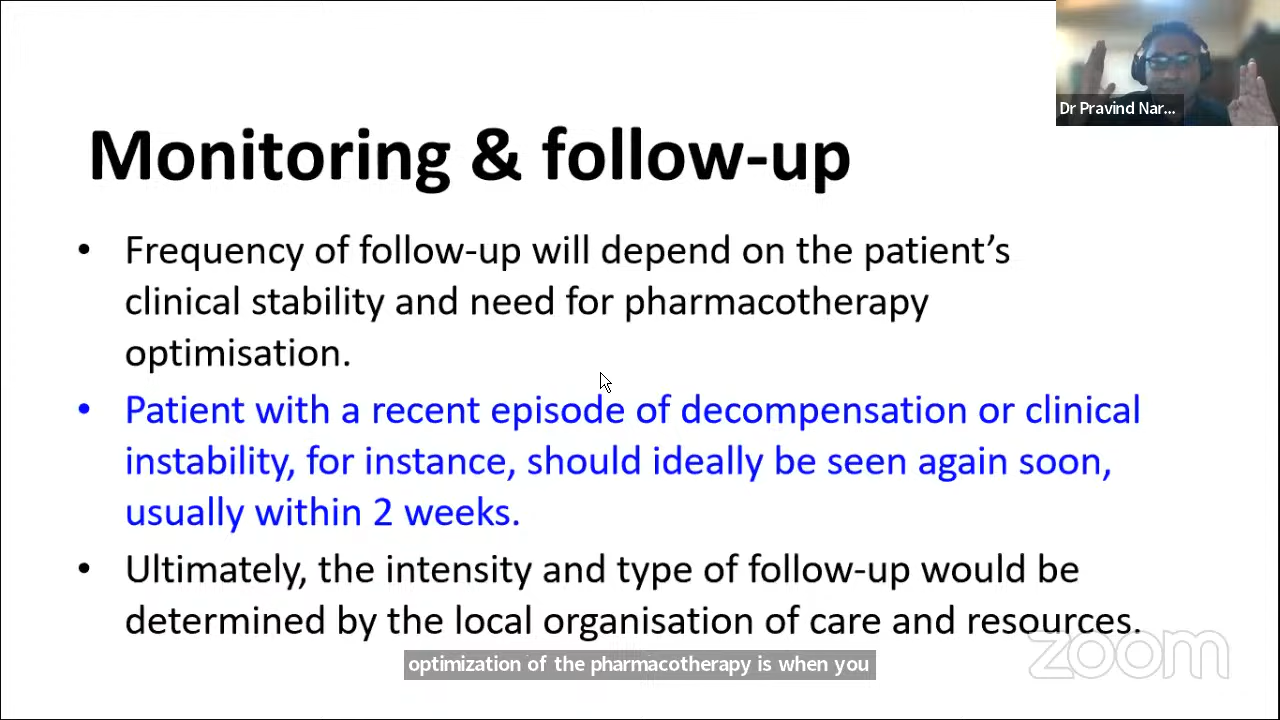 Dr Pravind Nar...
Monitoring & follow-up
• Frequency of follow-up will depend on the patient’s
clinical stability and need for pharmacotherapy
optimisation.
• Patient with a recent episode of decompensation or clinical
instability, for instance, should ideally be seen again soon,
usually within 2 weeks.
• Ultimately, the intensity and type of follow-up would be
determined by the local organisation of care and resources.
optimization of the pharmacotherapy is when you
zoom